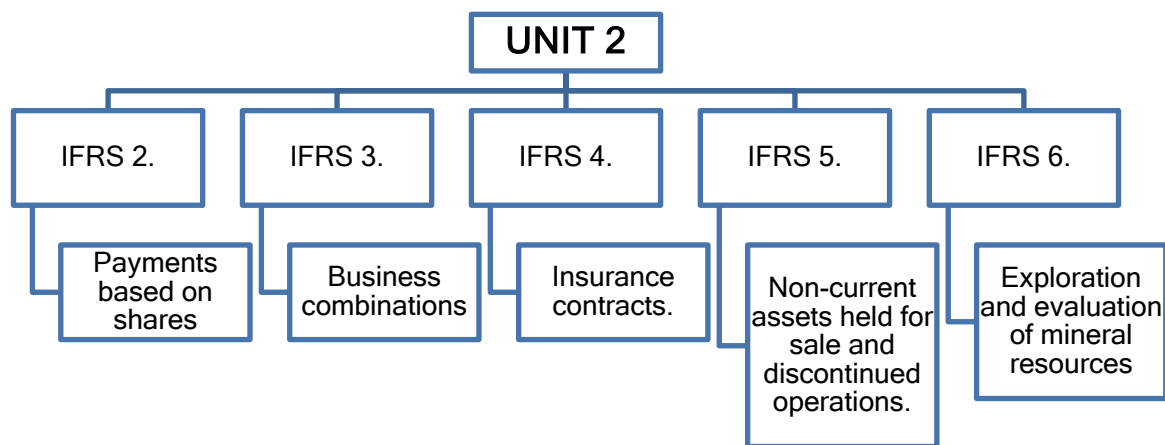 UNIT 2
IFRS 2.
IFRS 3.
IFRS 4.
IFRS 5.
IFRS 6.
Payments
based on
shares
Business
combinations
Insurance
contracts.
Non-current
assets held for
sale and
discontinued
operations.
Exploration
and evaluation
of mineral
resources